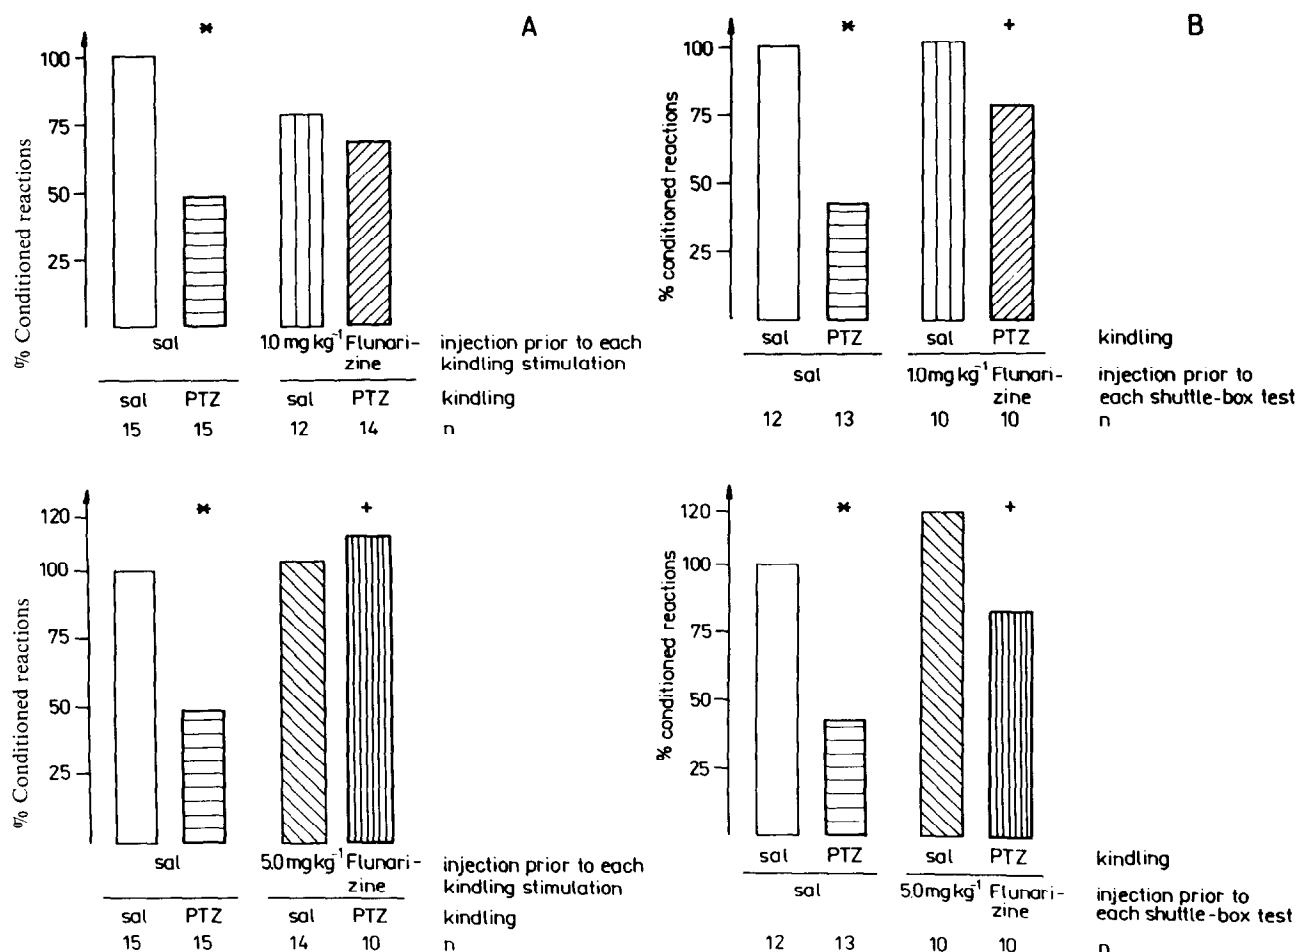 A
*
100
75
50
25
% Conditioned reactions
sal 1.0 mg kg⁻¹ Flunari-
zine
injection prior to each
kindling stimulation
sal PTZ sal PTZ kindling
15 15 12 14 n
B
* +
100
75
50
25
% conditioned reactions
sal PTZ sal PTZ kindling
sal 1.0 mg kg⁻¹ Flunari-
zine
injection prior to
each shuttle-box test
12 13 10 10 n
* +
120
100
75
50
25
% Conditioned reactions
sal 5.0 mg kg⁻¹ Flunari-
zine
injection prior to each
kindling stimulation
sal PTZ sal PTZ kindling
15 15 14 10 n
* +
120
100
75
50
25
% conditioned reactions
sal PTZ sal PTZ kindling
sal 5.0 mg kg⁻¹ Flunari-
zine
injection prior to
each shuttle-box test
12 13 10 10 n